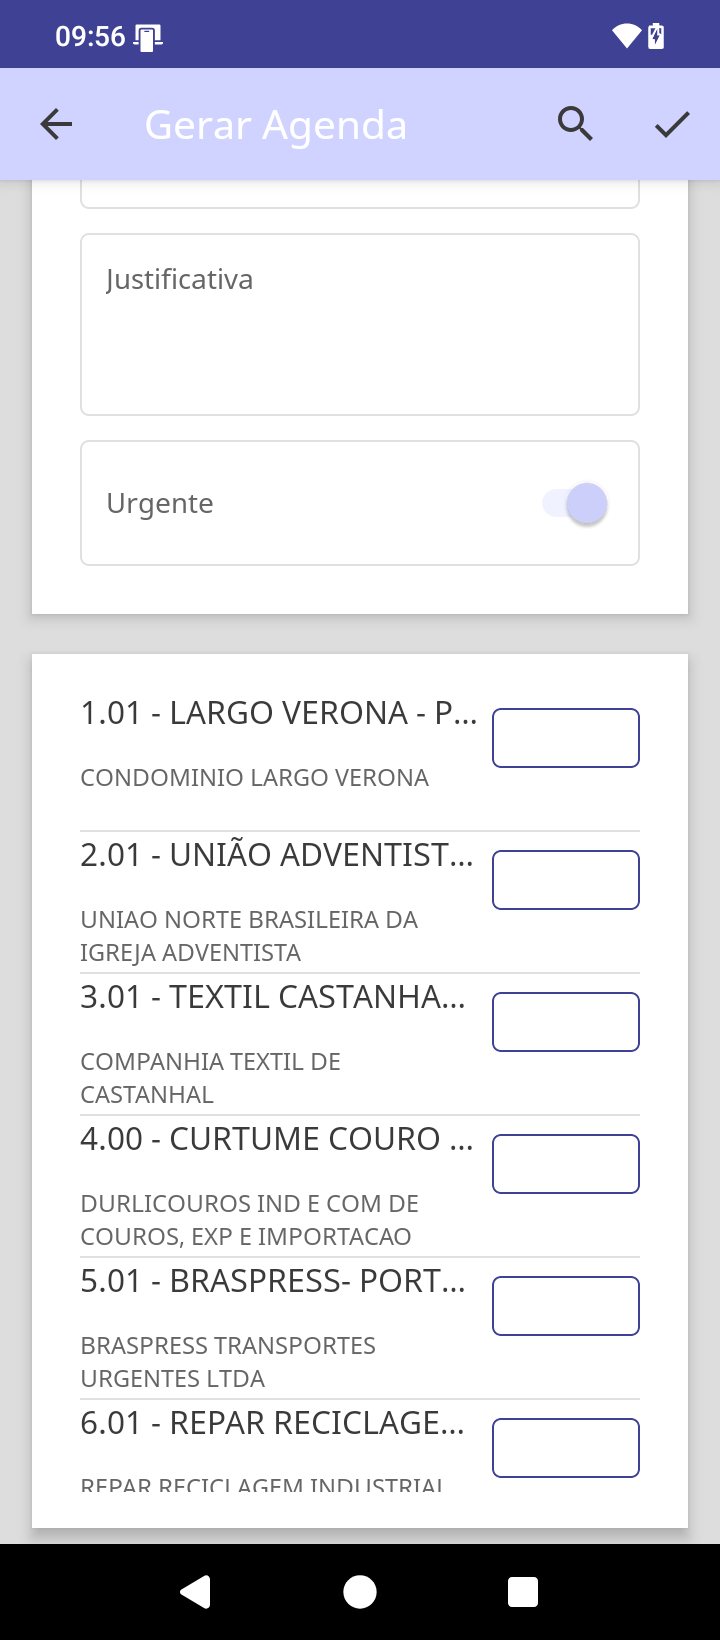 09:56
Gerar Agenda
Justificativa
Urgente
1.01 - LARGO VERONA - P...
CONDOMINIO LARGO VERONA
2.01 - UNIÃO ADVENTIST...
UNIAO NORTE BRASILEIRA DA
IGREJA ADVENTISTA
3.01 - TEXTIL CASTANHA...
COMPANHIA TEXTIL DE
CASTANHAL
4.00 - CURTUME COURO ...
DURLICOUROS IND E COM DE
COUROS, EXP E IMPORTACAO
5.01 - BRASPRESS- PORT...
BRASPRESS TRANSPORTES
URGENTES LTDA
6.01 - REPAR RECICLAGE...
REPAR RECICLAGEM INDUSTRIAL